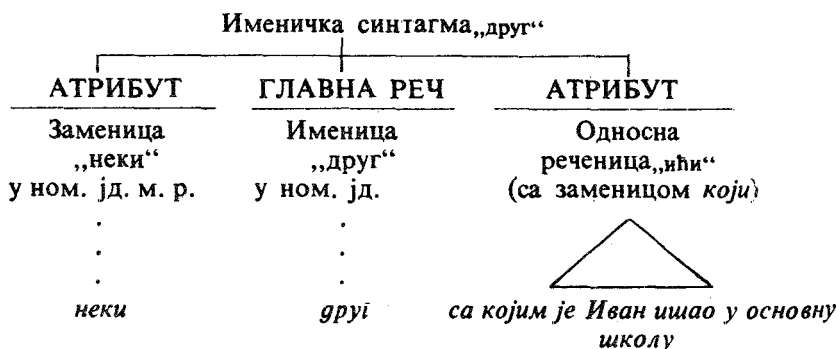 Именичка синтагма „друг“
АТРИБУТ ГЛАВНА РЕЧ АТРИБУТ
Заменица Именица Односна
„неки“ „друг“ реченица „ићи“
у ном. јд. м. р. у ном. јд. (са заменицом који)
. .
. .
. .
неки друг са којим је Иван ишао у основну
школу